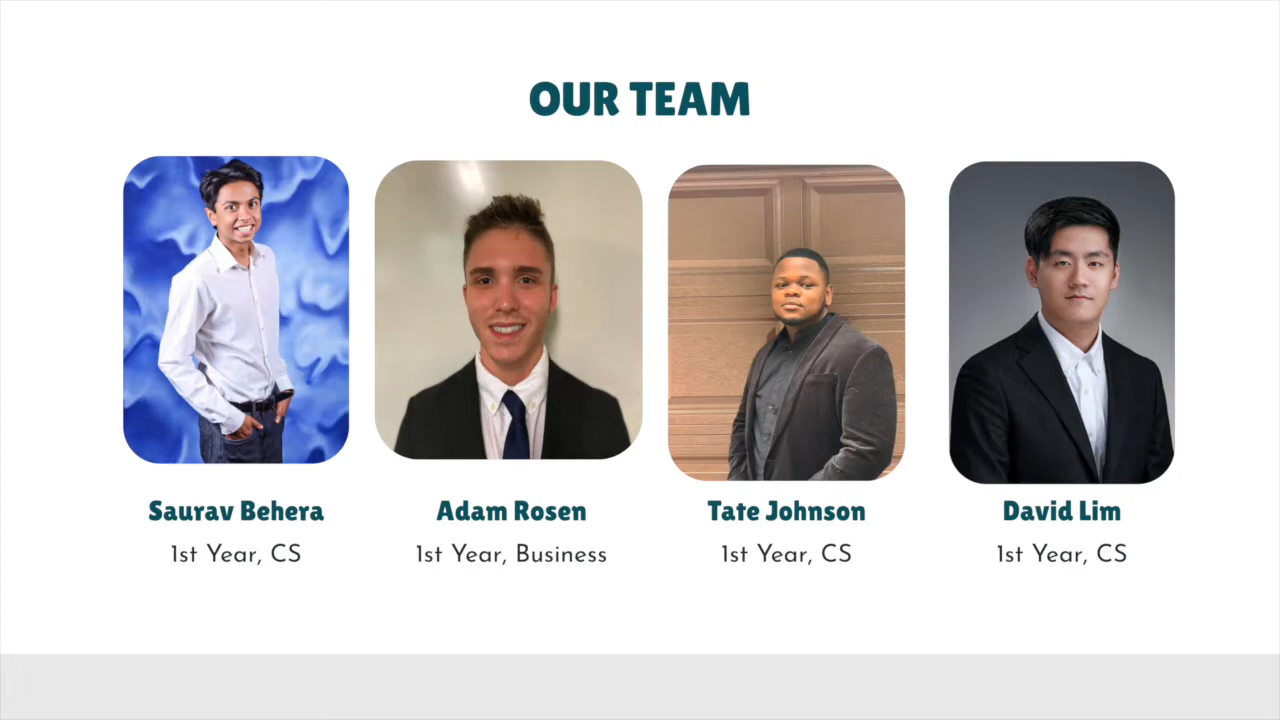 OUR TEAM
Saurav Behera
1st Year, CS
Adam Rosen
1st Year, Business
Tate Johnson
1st Year, CS
David Lim
1st Year, CS